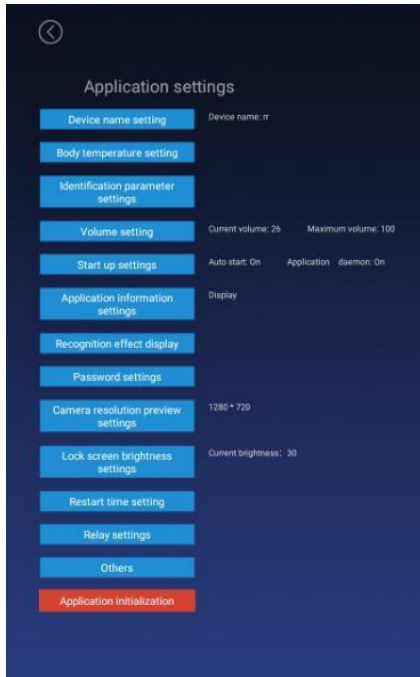 Application settings
Device name setting Device name: rr
Body temperature setting
Identification parameter
settings
Volume setting Current volume: 26 Maximum volume: 100
Start up settings Auto start: On Application daemon: On
Application information Display
settings
Recognition effect display
Password settings
Camera resolution preview 1280 * 720
settings
Lock screen brightness Current brightness: 30
settings
Restart time setting
Relay settings
Others
Application initialization